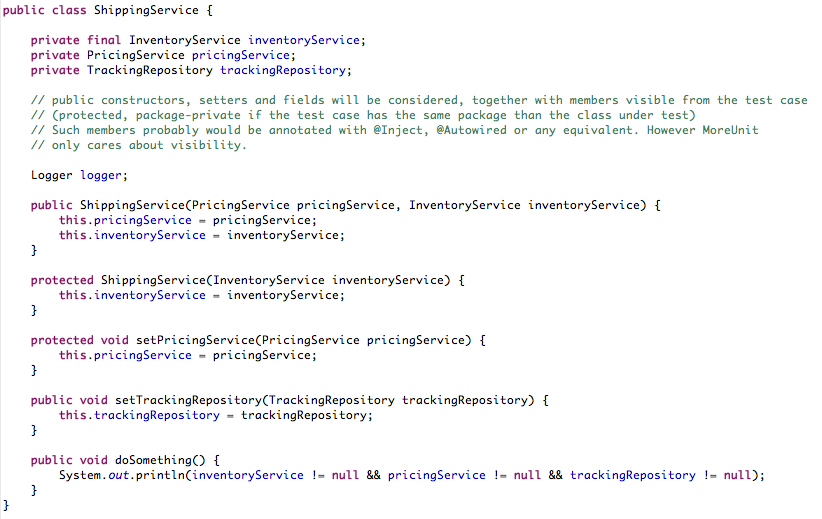 public class ShippingService {
    private final InventoryService inventoryService;
    private PricingService pricingService;
    private TrackingRepository trackingRepository;
    // public constructors, setters and fields will be considered, together with members visible from the test case
    // (protected, package-private if the test case has the same package than the class under test)
    // Such members probably would be annotated with @Inject, @Autowired or any equivalent. However MoreUnit
    // only cares about visibility.
    Logger logger;
    public ShippingService(PricingService pricingService, InventoryService inventoryService) {
        this.pricingService = pricingService;
        this.inventoryService = inventoryService;
    }
    protected ShippingService(InventoryService inventoryService) {
        this.inventoryService = inventoryService;
    }
    protected void setPricingService(PricingService pricingService) {
        this.pricingService = pricingService;
    }
    public void setTrackingRepository(TrackingRepository trackingRepository) {
        this.trackingRepository = trackingRepository;
    }
    public void doSomething() {
        System.out.println(inventoryService != null && pricingService != null && trackingRepository != null);
    }
}